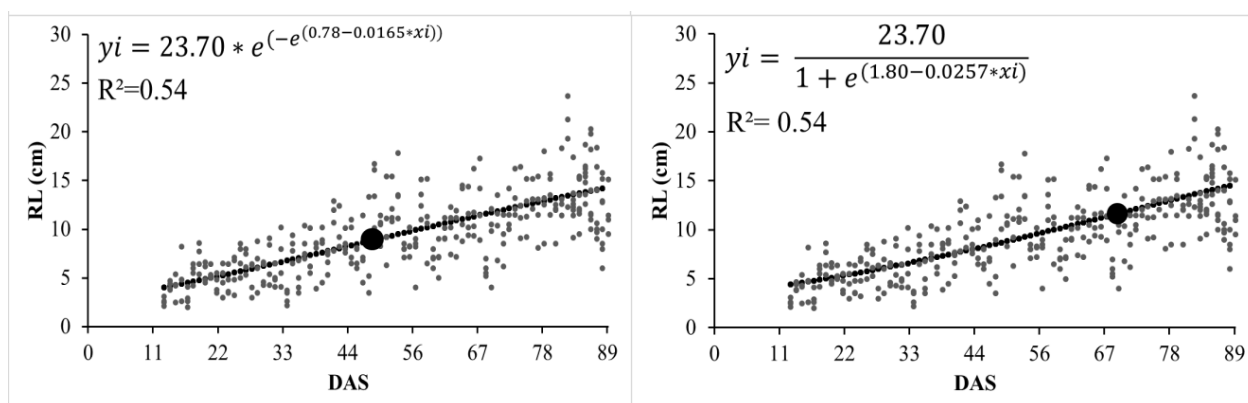 yi = 23.70 * e^(-e^(0.78-0.0165*xi))
R²=0.54
30
25
20
15
10
5
0
RL (cm)
0 11 22 33 44 56 67 78 89
DAS
yi = 23.70 / 1 + e^(1.80-0.0257*xi)
R²= 0.54
30
25
20
15
10
5
0
RL (cm)
0 11 22 33 44 56 67 78 89
DAS